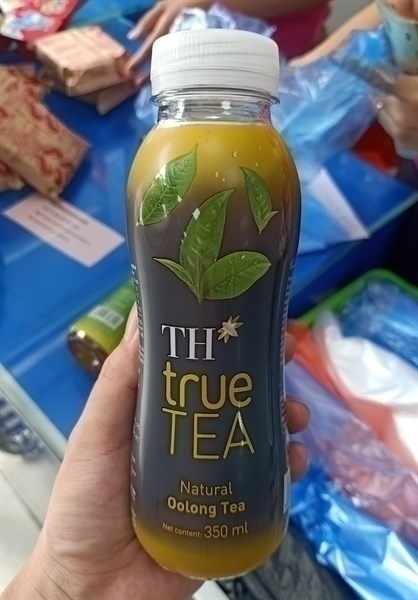 TH
true
TEA
Natural
Oolong Tea
Net content: 350 ml